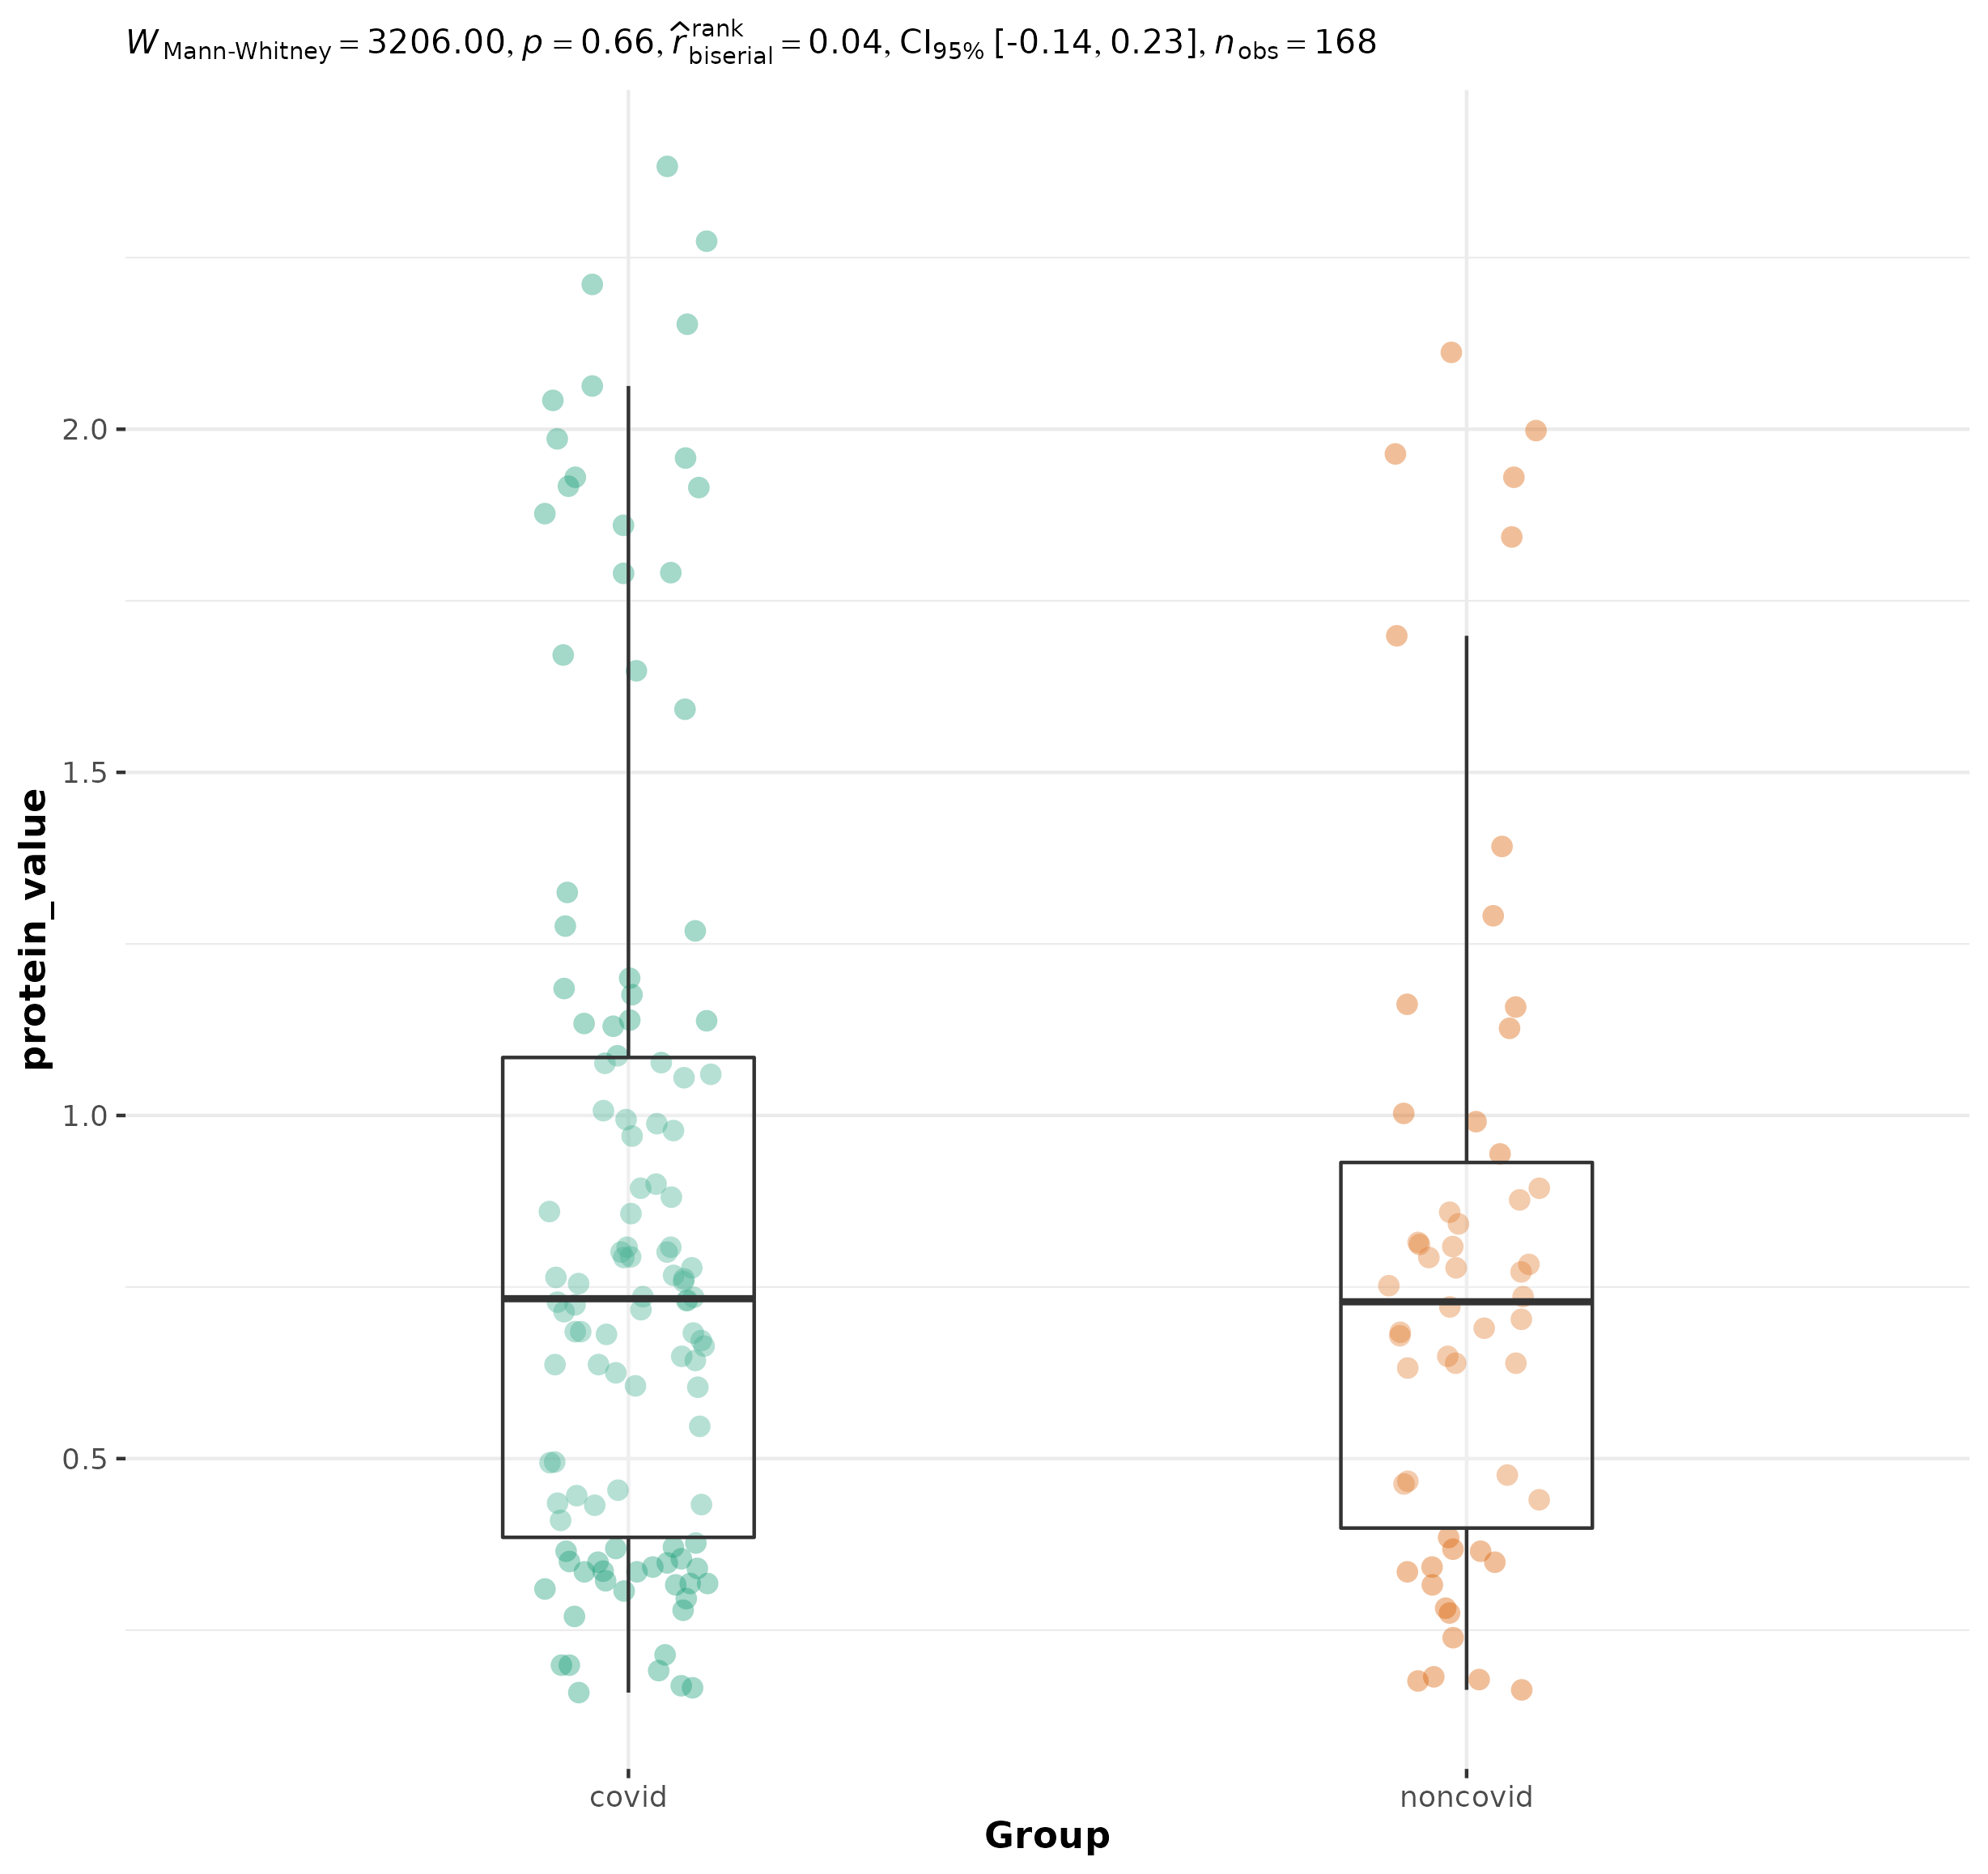 W Mann-Whitney = 3206.00, p = 0.66, r̂ rank biserial = 0.04, CI95% [-0.14, 0.23], nobs = 168
protein_value
2.0
1.5
1.0
0.5
covid noncovid
Group